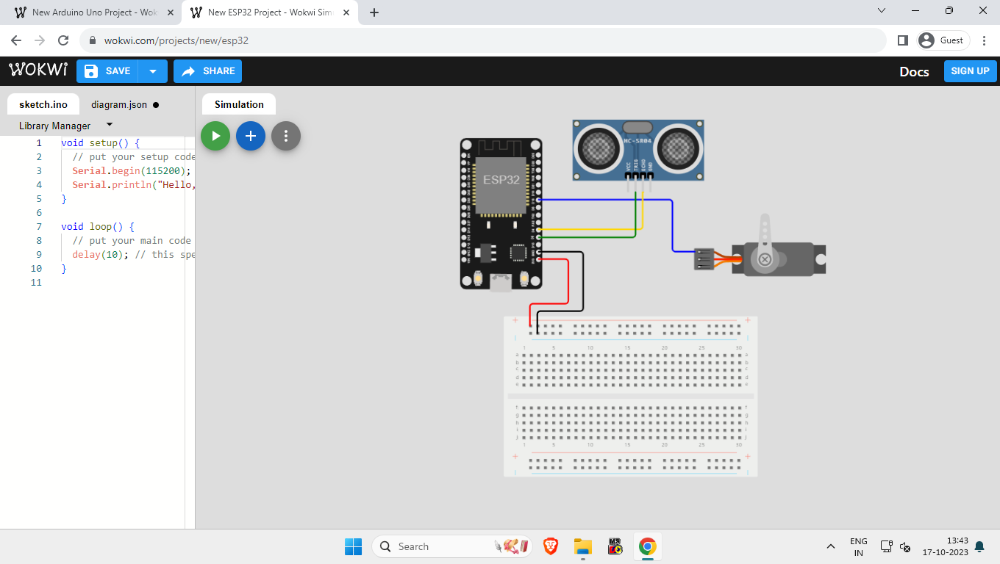 New Arduino Uno Project - Wok
New ESP32 Project - Wokwi Sim
wokwi.com/projects/new/esp32
Guest
WOKWI
SAVE
SHARE
Docs
SIGN UP
sketch.ino
diagram.json
Simulation
Library Manager
1 void setup() {
2 // put your setup code
3 Serial.begin(115200);
4 Serial.println("Hello,
5 }
6
7 void loop() {
8 // put your main code
9 delay(10); // this spe
10 }
11
HC-SR04
VCC TRIG ECHO GND
ESP32
+ +
1 5 10 15 20 25 30
a a
b b
c c
d d
e e
f f
g g
h h
i i
j j
1 5 10 15 20 25 30
+ +
Search
ENG
IN
13:43
17-10-2023